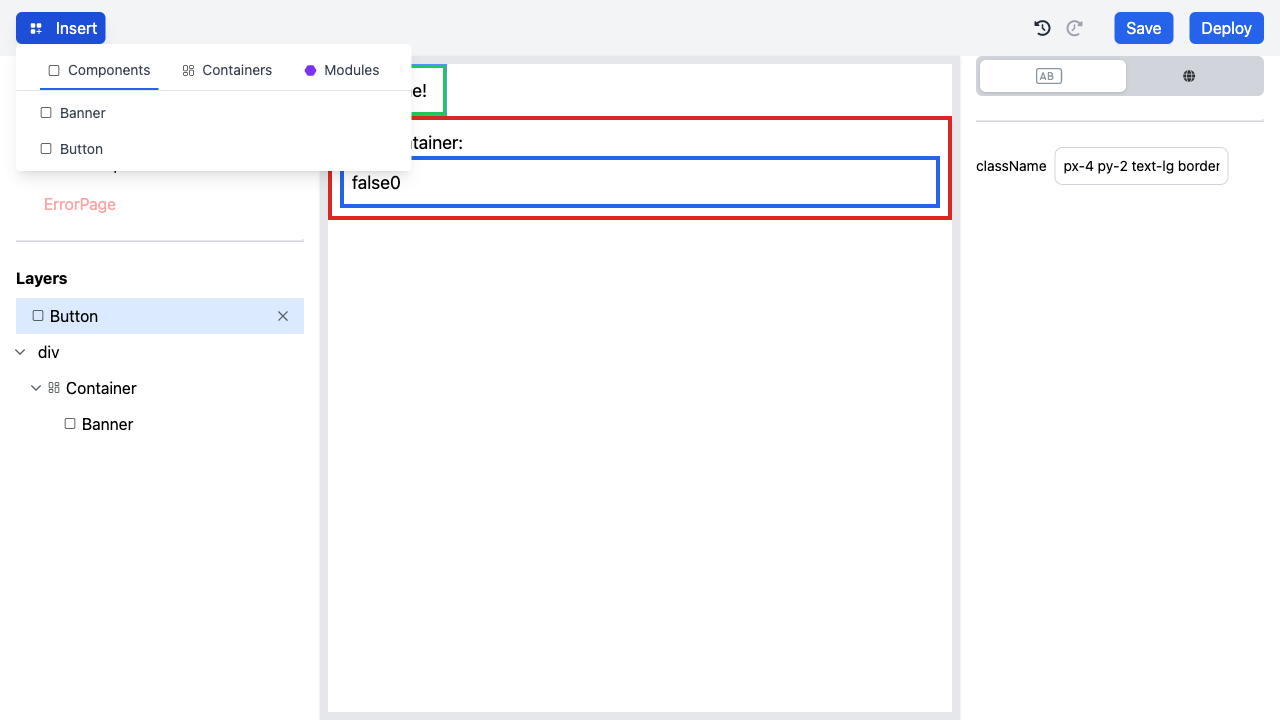 Insert
Save
Deploy
Components
Containers
Modules
Banner
Button
ErrorPage
Layers
Button
div
Container
Banner
e!
tainer:
false0
AB
className
px-4 py-2 text-lg border